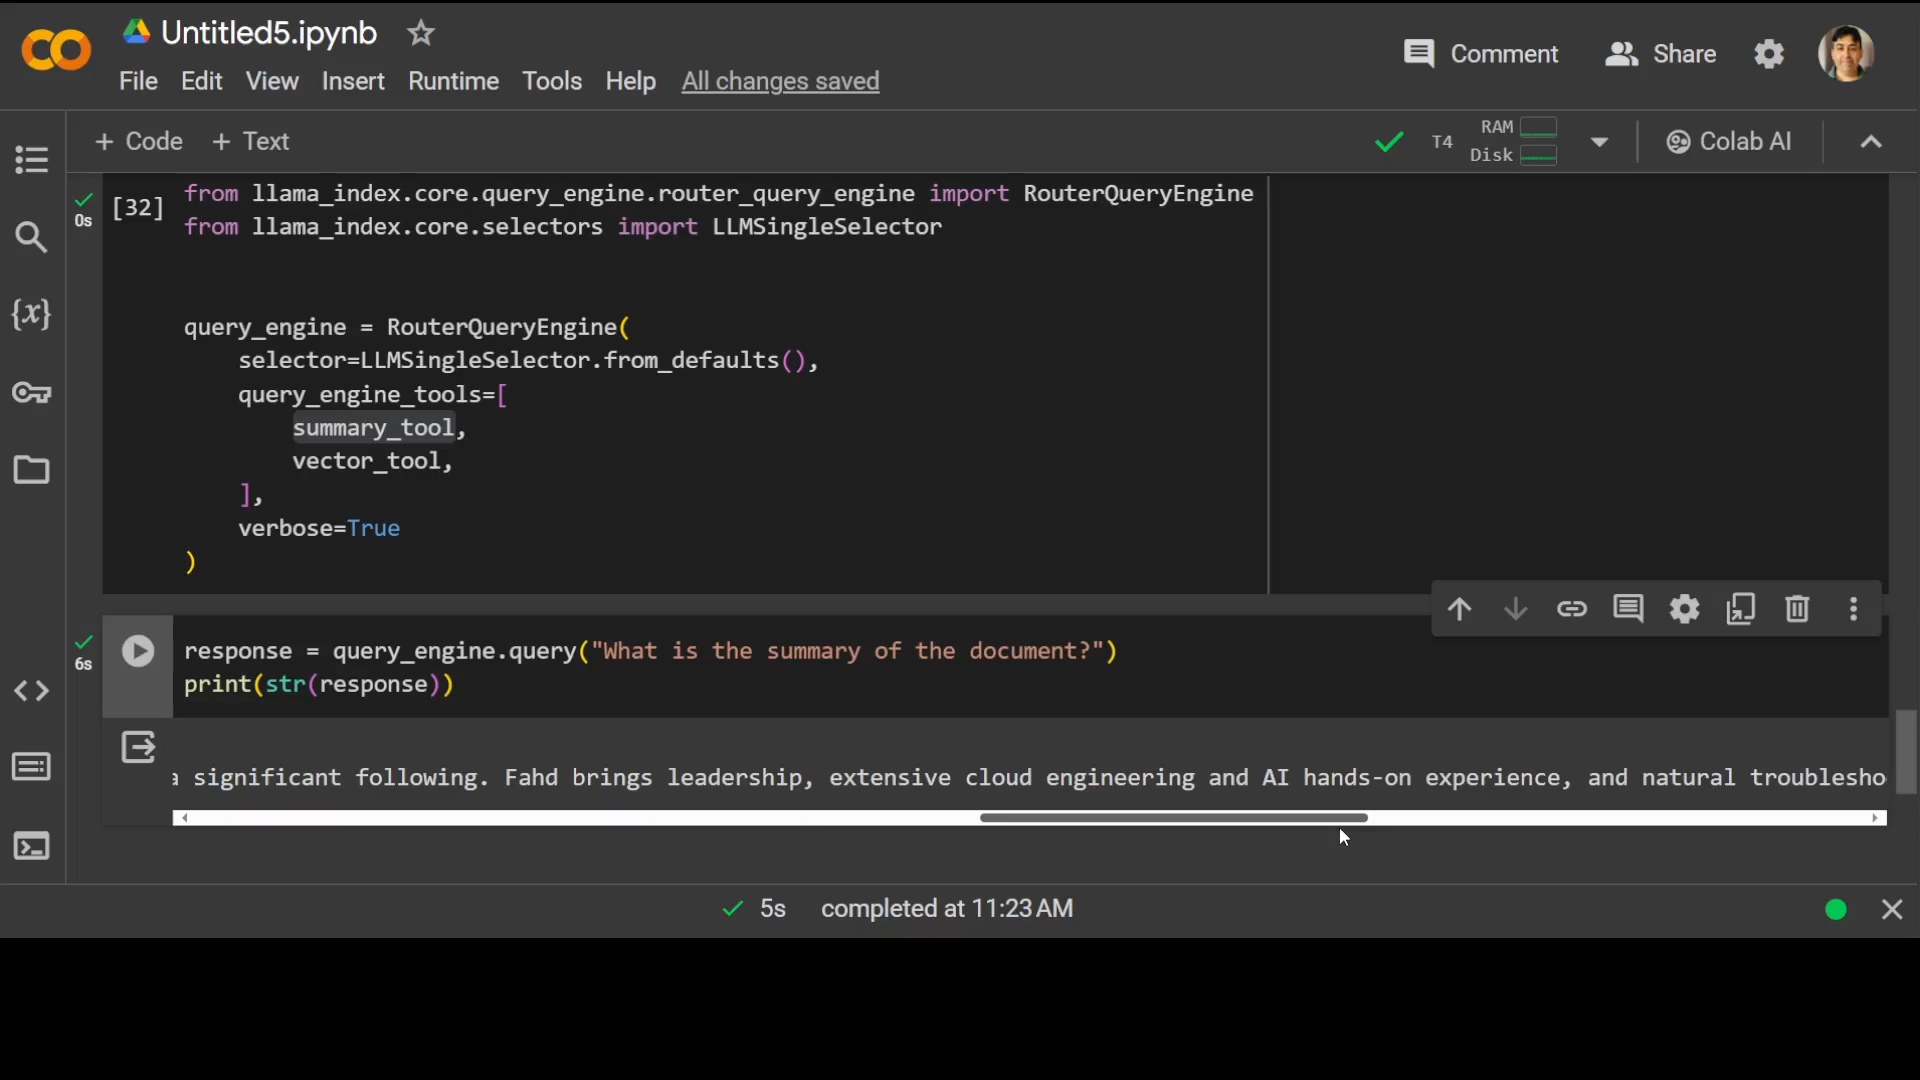 Untitled5.ipynb
File Edit View Insert Runtime Tools Help All changes saved
Comment
Share
+ Code + Text
T4
RAM
Disk
Colab AI
0s
[32]
from llama_index.core.query_engine.router_query_engine import RouterQueryEngine
from llama_index.core.selectors import LLMSingleSelector
query_engine = RouterQueryEngine(
selector=LLMSingleSelector.from_defaults(),
query_engine_tools=[
summary_tool,
vector_tool,
],
verbose=True
)
6s
response = query_engine.query("What is the summary of the document?")
print(str(response))
a significant following. Fahd brings leadership, extensive cloud engineering and AI hands-on experience, and natural troublesho
5s completed at 11:23 AM